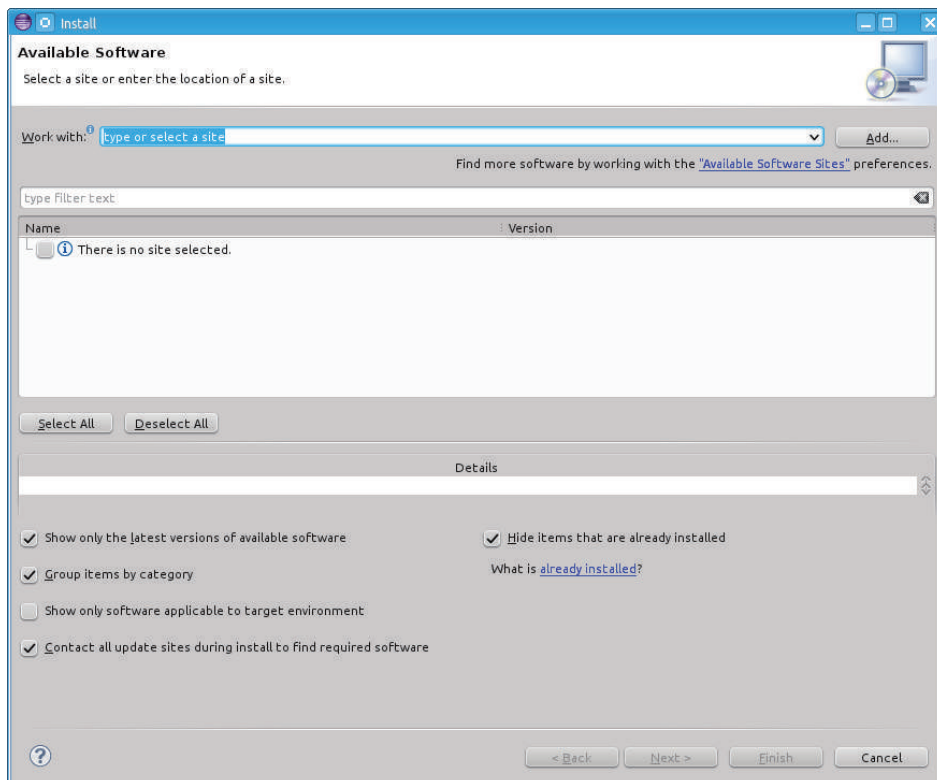 Install
Available Software
Select a site or enter the location of a site.
Work with: type or select a site Add...
Find more software by working with the "Available Software Sites" preferences.
type filter text
Name Version
There is no site selected.
Select All Deselect All
Details
Show only the latest versions of available software Hide items that are already installed
Group items by category What is already installed?
Show only software applicable to target environment
Contact all update sites during install to find required software
< Back Next > Finish Cancel